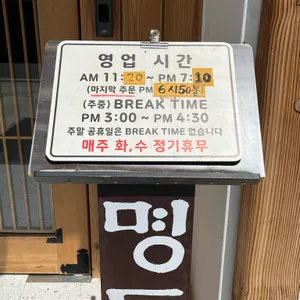 영업 시간
AM 11:20 ~ PM 7:10
(마지막 주문 PM 6시50분)
(주중) BREAK TIME
PM 3:00 ~ PM 4:30
주말 공휴일은 BREAK TIME 없습니다
매주 화,수 정기휴무
명